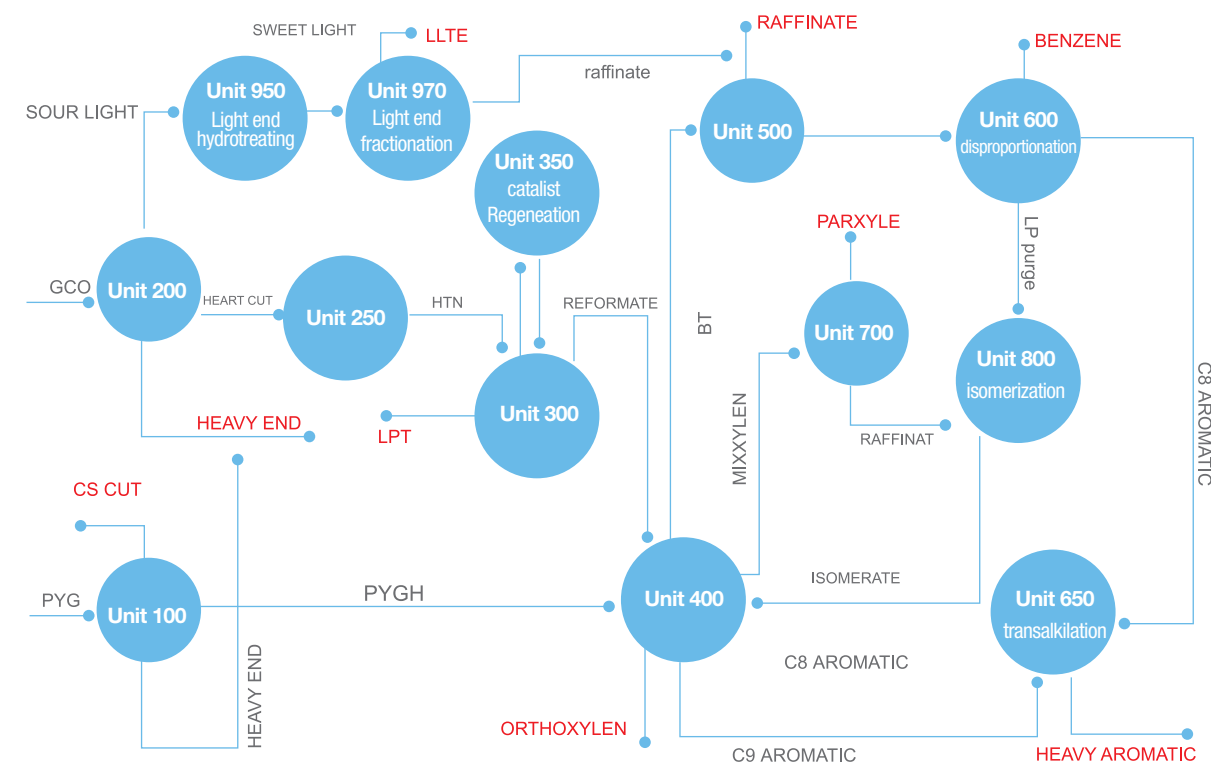 SWEET LIGHT
LLTE
RAFFINATE
BENZENE
raffinate
SOUR LIGHT
Unit 950
Light end
hydrotreating
Unit 970
Light end
fractionation
Unit 350
catalist
Regeneation
Unit 500
Unit 600
disproportionation
LP purge
PARXYLE
GCO
Unit 200
HEART CUT
Unit 250
HTN
REFORMATE
BT
Unit 700
Unit 800
isomerization
C8 AROMATIC
HEAVY END
LPT
Unit 300
MIXXYLEN
RAFFINAT
CS CUT
PYG
Unit 100
PYGH
Unit 400
ISOMERATE
Unit 650
transalkilation
HEAVY END
C8 AROMATIC
ORTHOXYLEN
C9 AROMATIC
HEAVY AROMATIC